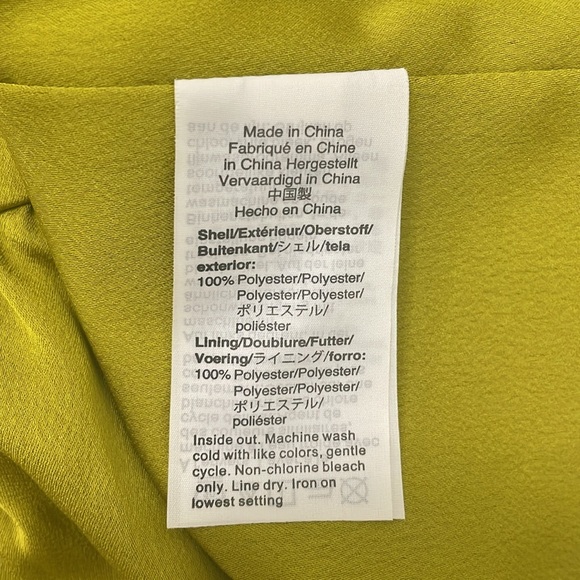 Made in China
Fabriqué en Chine
in China Hergestellt
Vervaardigd in China
中国製
Hecho en China
Shell/Extérieur/Oberstoff/
Buitenkant/シェル/tela
exterior:
100% Polyester/Polyester/
Polyester/Polyester/
ポリエステル/
poliéster
Lining/Doublure/Futter/
Voering/ライニング/forro:
100% Polyester/Polyester/
Polyester/Polyester/
ポリエステル/
poliéster
Inside out. Machine wash
cold with like colors, gentle
cycle. Non-chlorine bleach
only. Line dry. Iron on
lowest setting